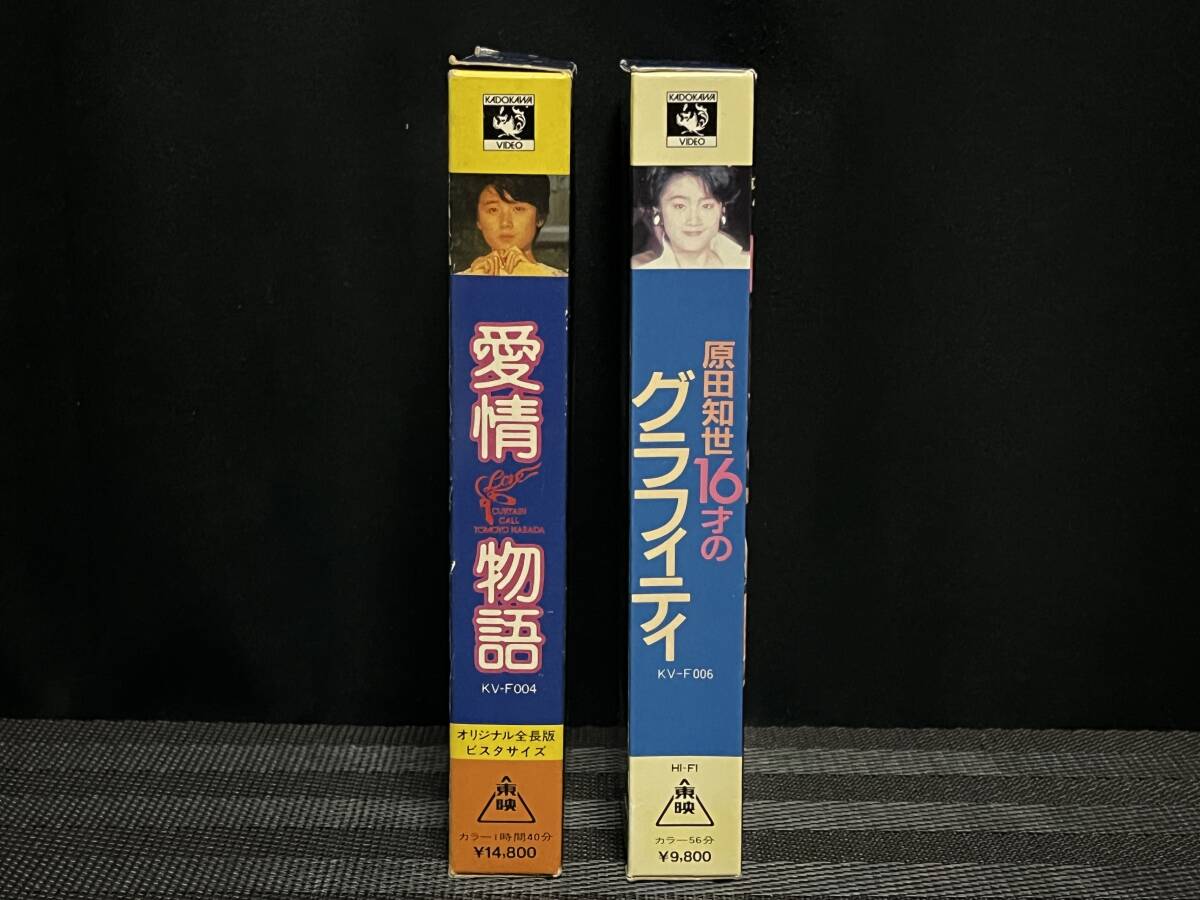 KADOKAWA
VIDEO
愛情
Love
CURTAIN
CALL
TOMOYO HARADA
物語
KV-F004
オリジナル全長版
ビスタサイズ
東映
カラー1時間40分
¥14,800
KADOKAWA
VIDEO
原田知世16才の
グラフィティ
KV-F006
HI-FI
東映
カラー56分
¥9,800